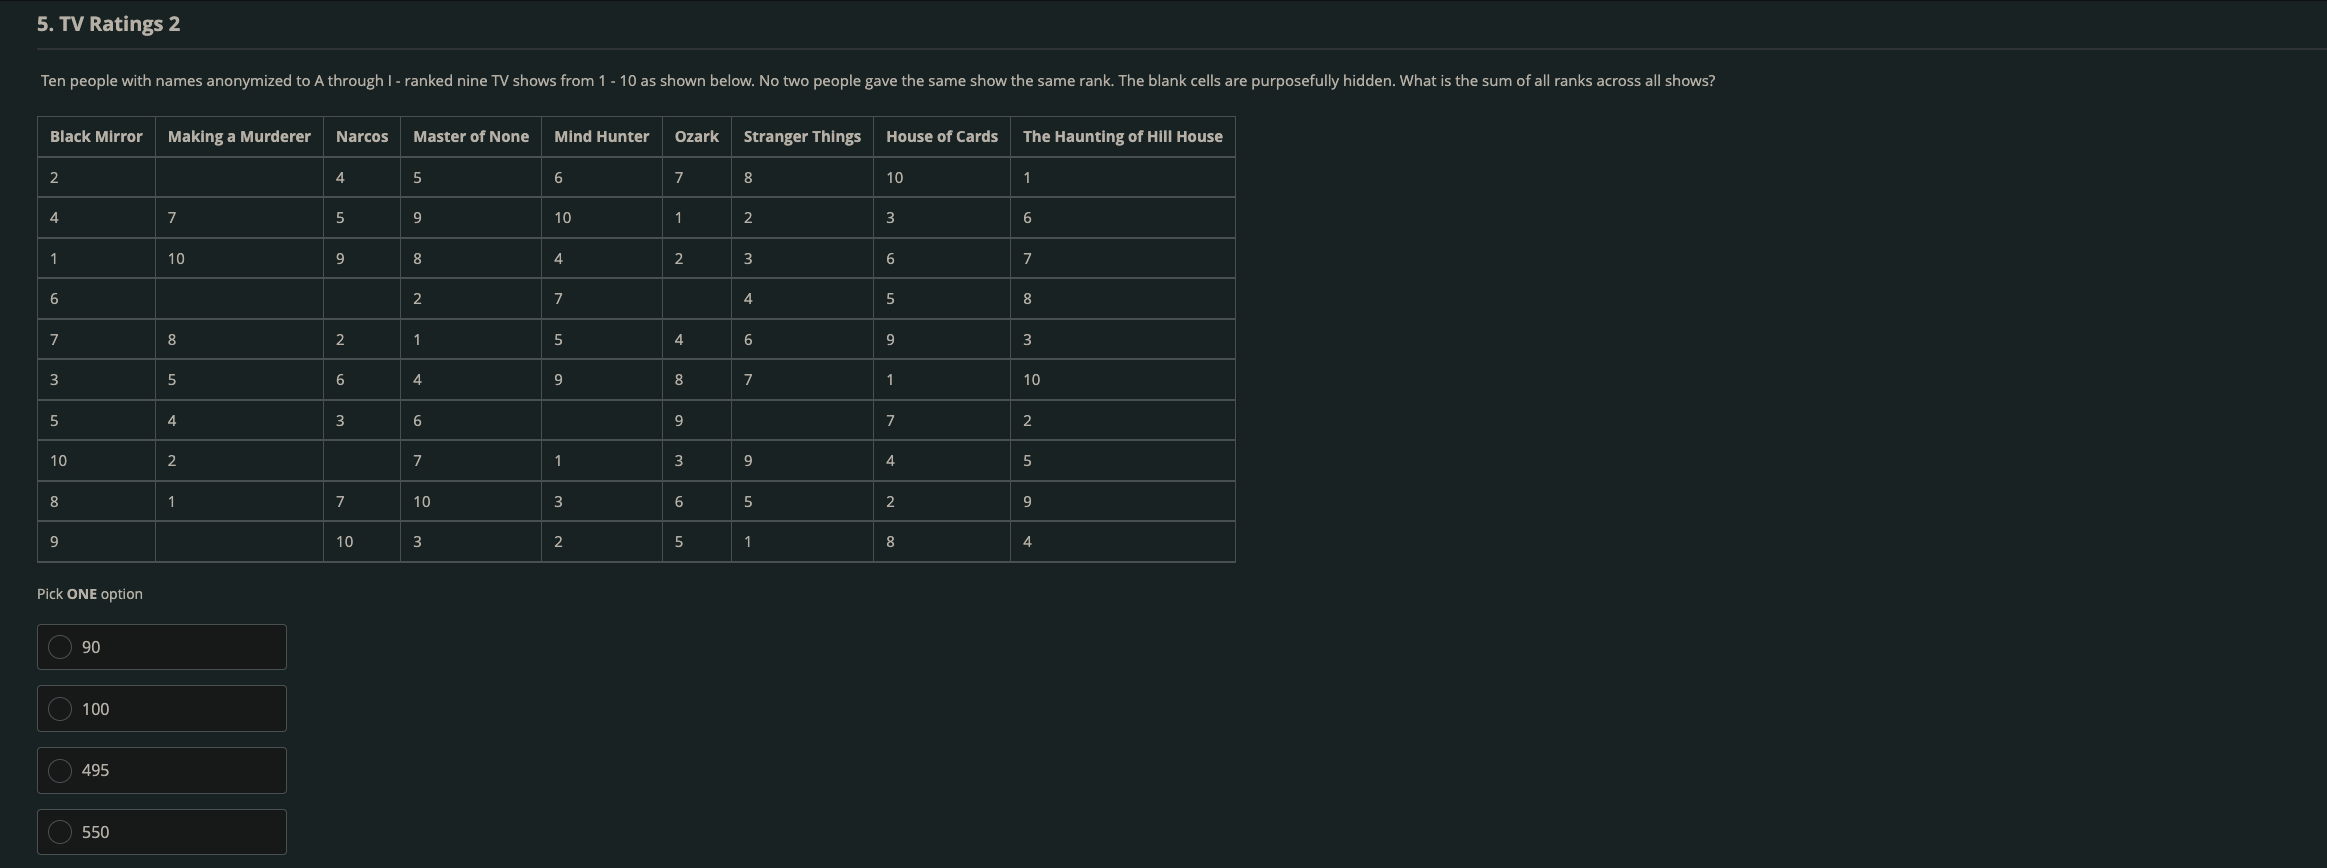 5. TV Ratings 2
Ten people with names anonymized to A through I - ranked nine TV shows from 1 - 10 as shown below. No two people gave the same show the same rank. The blank cells are purposefully hidden. What is the sum of all ranks across all shows?
Black Mirror Making a Murderer Narcos Master of None Mind Hunter Ozark Stranger Things House of Cards The Haunting of Hill House
2 4 5 6 7 8 10 1
4 7 5 9 10 1 2 3 6
1 10 9 8 4 2 3 6 7
6 2 7 4 5 8
7 8 2 1 5 4 6 9 3
3 5 6 4 9 8 7 1 10
5 4 3 6 9 7 2
10 2 7 1 3 9 4 5
8 1 7 10 3 6 5 2 9
9 10 3 2 5 1 8 4
Pick ONE option
90
100
495
550